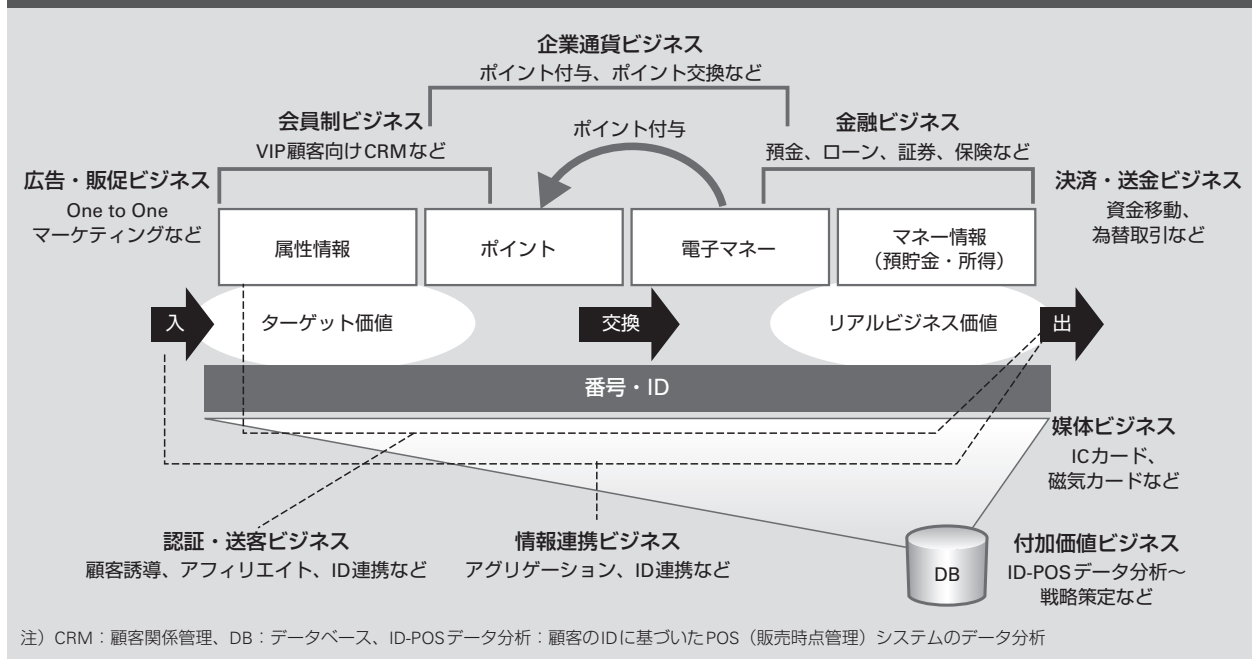 企業通貨ビジネス
ポイント付与、ポイント交換など
会員制ビジネス
VIP顧客向けCRMなど
ポイント付与
金融ビジネス
預金、ローン、証券、保険など
広告・販促ビジネス
One to One
マーケティングなど
決済・送金ビジネス
資金移動、
為替取引など
属性情報
ポイント
電子マネー
マネー情報
（預貯金・所得）
入
ターゲット価値
交換
リアルビジネス価値
出
番号・ID
媒体ビジネス
ICカード、
磁気カードなど
認証・送客ビジネス
顧客誘導、アフィリエイト、ID連携など
情報連携ビジネス
アグリゲーション、ID連携など
DB
付加価値ビジネス
ID-POSデータ分析〜
戦略策定など
注）CRM：顧客関係管理、DB：データベース、ID-POSデータ分析：顧客のIDに基づいたPOS（販売時点管理）システムのデータ分析